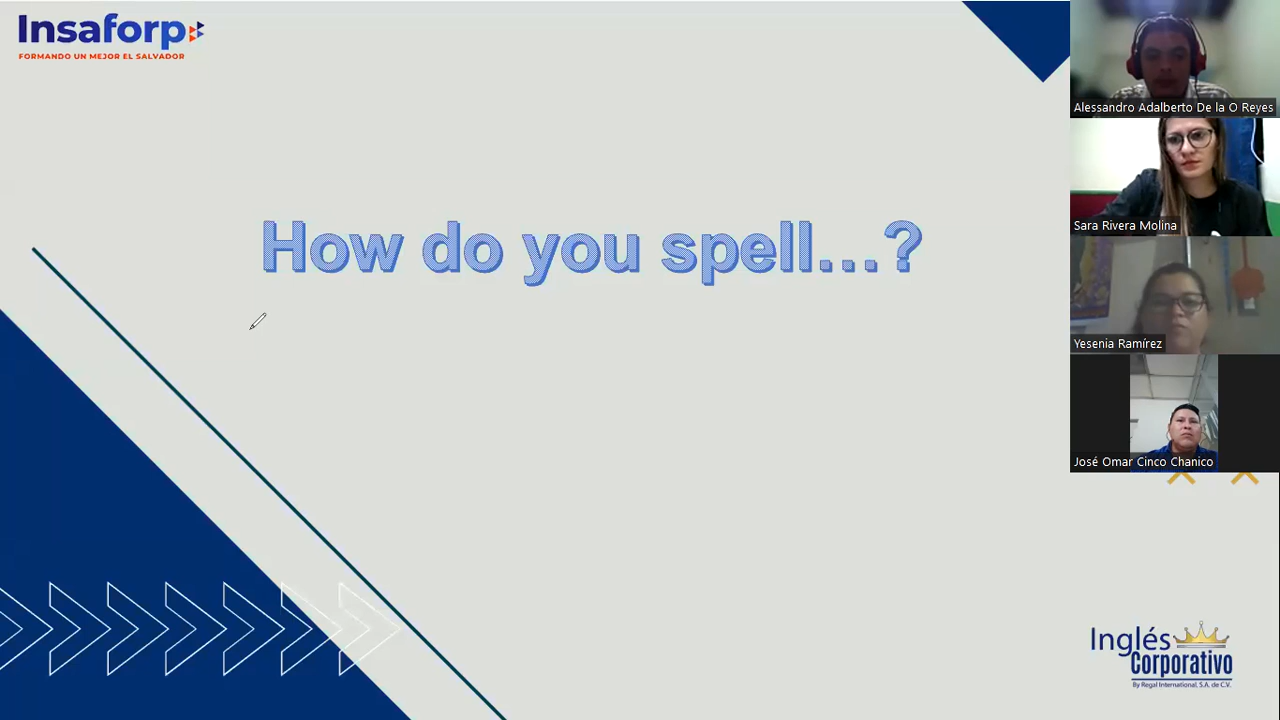 Insaforp
FORMANDO UN MEJOR EL SALVADOR
How do you spell...?
Alessandro Adalberto De la O Reyes
Sara Rivera Molina
Yesenia Ramírez
José Omar Cinco Chanico
Inglés
Corporativo
By Regal International, S.A. de C.V.